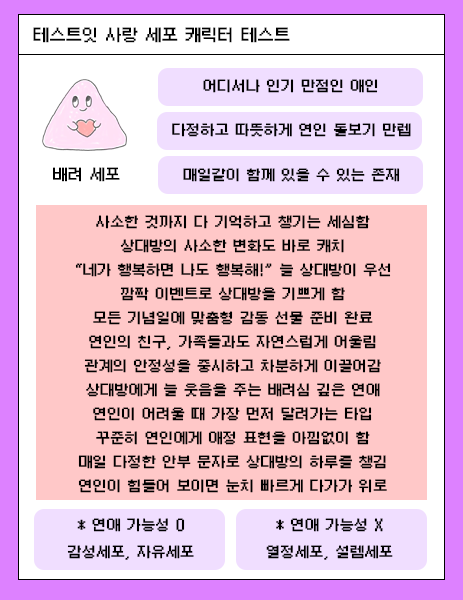 테스트잇 사랑 세포 캐릭터 테스트
어디서나 인기 만점인 애인
다정하고 따뜻하게 연인 돌보기 만렙
배려 세포
매일같이 함께 있을 수 있는 존재
사소한 것까지 다 기억하고 챙기는 세심함
상대방의 사소한 변화도 바로 캐치
“네가 행복하면 나도 행복해!” 늘 상대방이 우선
깜짝 이벤트로 상대방을 기쁘게 함
모든 기념일에 맞춤형 감동 선물 준비 완료
연인의 친구, 가족들과도 자연스럽게 어울림
관계의 안정성을 중시하고 차분하게 이끌어감
상대방에게 늘 웃음을 주는 배려심 깊은 연애
연인이 어려울 때 가장 먼저 달려가는 타입
꾸준히 연인에게 애정 표현을 아낌없이 함
매일 다정한 안부 문자로 상대방의 하루를 챙김
연인이 힘들어 보이면 눈치 빠르게 다가가 위로
* 연애 가능성 O
감성세포, 자유세포
* 연애 가능성 X
열정세포, 설렘세포